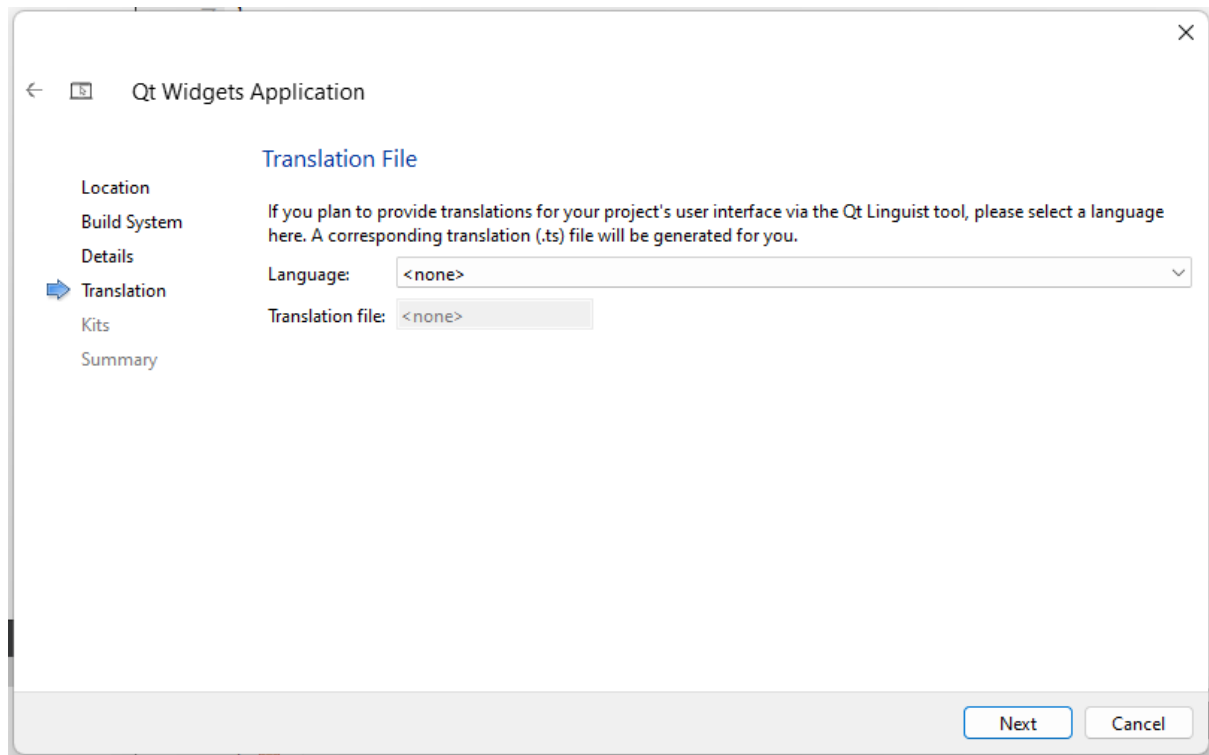 Qt Widgets Application
Translation File
Location
Build System
Details
Translation
Kits
Summary
If you plan to provide translations for your project's user interface via the Qt Linguist tool, please select a language
here. A corresponding translation (.ts) file will be generated for you.
Language: <none>
Translation file: <none>
Next Cancel